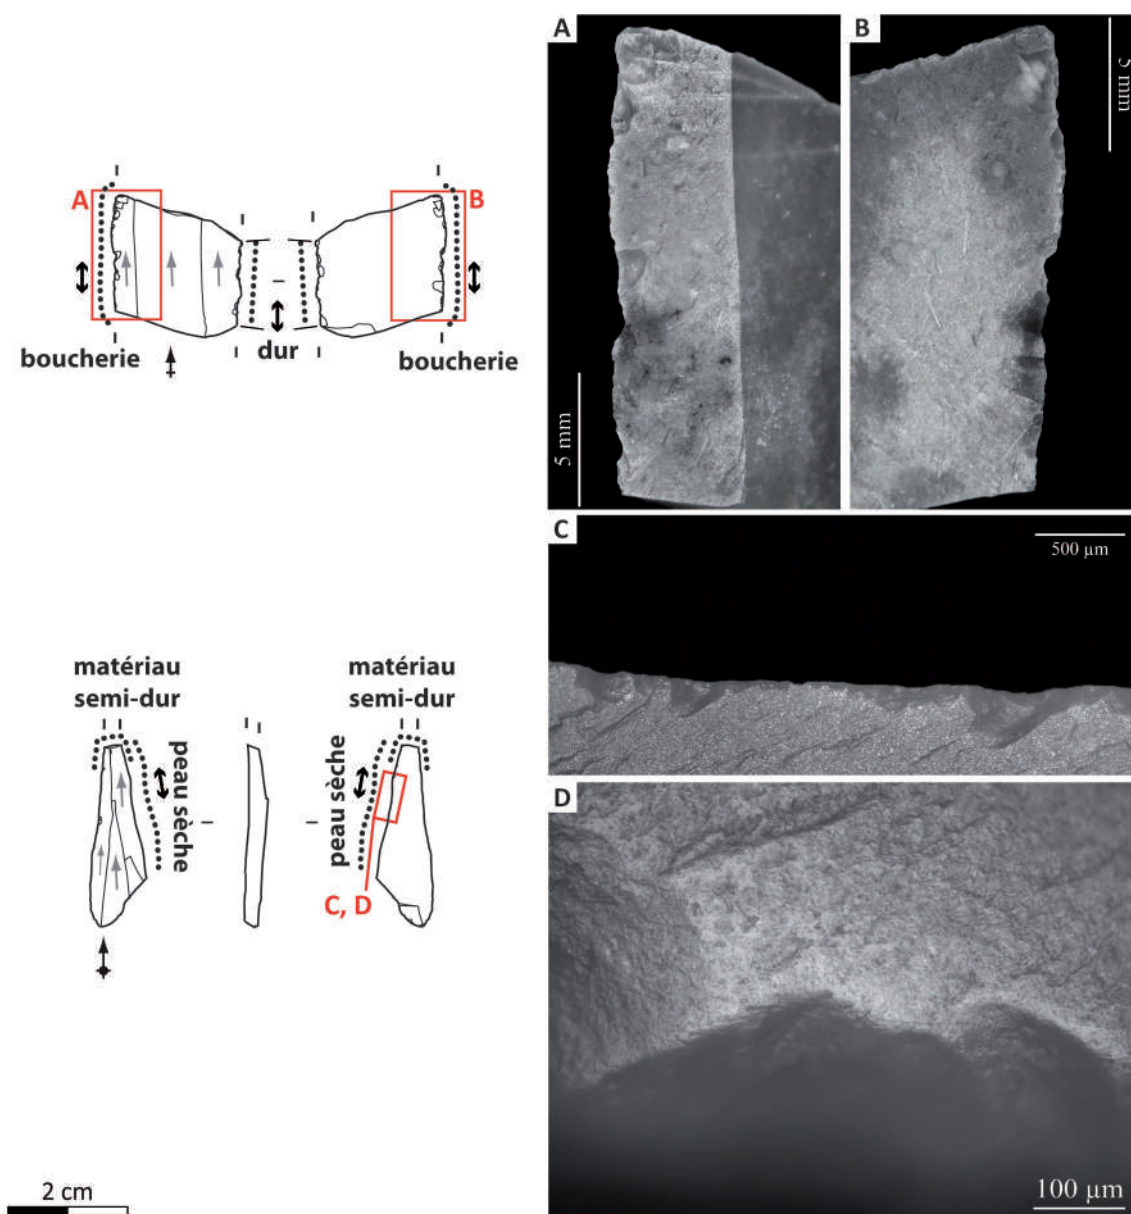 A
B
5 mm
5 mm
A
B
boucherie
dur
boucherie
C
500 µm
matériau
semi-dur
matériau
semi-dur
peau sèche
peau sèche
C, D
D
100 µm
2 cm